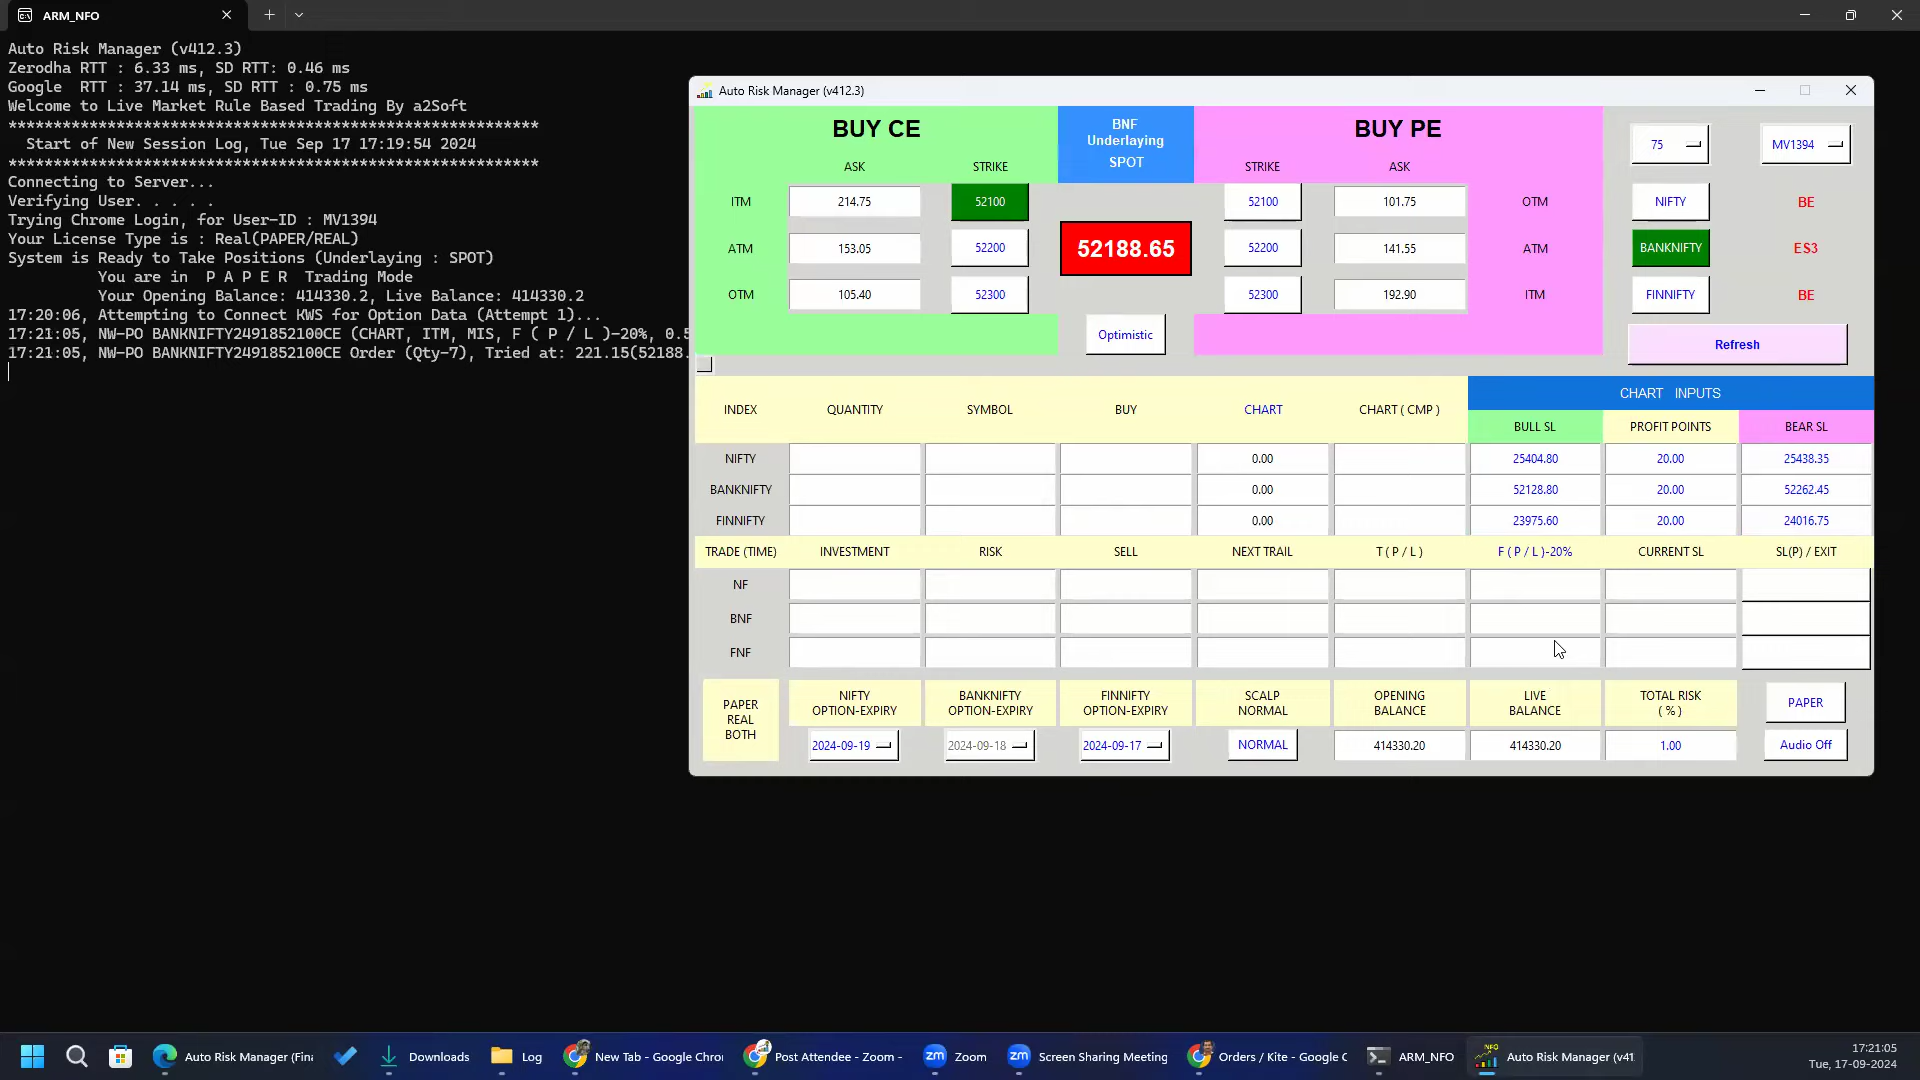 ARM_NFO
Auto Risk Manager (v412.3)
Zerodha RTT : 6.33 ms, SD RTT: 0.46 ms
Google  RTT : 37.14 ms, SD RTT : 0.75 ms
Welcome to Live Market Rule Based Trading By a2Soft
***********************************************************
Start of New Session Log, Tue Sep 17 17:19:54 2024
***********************************************************
Connecting to Server...
Verifying User. . . . .
Trying Chrome Login, for User-ID : MV1394
Your License Type is : Real(PAPER/REAL)
System is Ready to Take Positions (Underlaying : SPOT)
You are in  P A P E R  Trading Mode
Your Opening Balance: 414330.2, Live Balance: 414330.2
17:20:06, Attempting to Connect KWS for Option Data (Attempt 1)...
17:21:05, NW-PO BANKNIFTY2491852100CE (CHART, ITM, MIS, F ( P / L )-20%, 0.5
17:21:05, NW-PO BANKNIFTY2491852100CE Order (Qty-7), Tried at: 221.15(52188.
Auto Risk Manager (v412.3)
BUY CE
BNF
Underlaying
SPOT
BUY PE
75
MV1394
ASK STRIKE STRIKE ASK
ITM 214.75 52100 52100 101.75 OTM NIFTY BE
ATM 153.05 52200 52188.65 52200 141.55 ATM BANKNIFTY ES3
OTM 105.40 52300 52300 192.90 ITM FINNIFTY BE
Optimistic
Refresh
CHART INPUTS
INDEX QUANTITY SYMBOL BUY CHART CHART ( CMP ) BULL SL PROFIT POINTS BEAR SL
NIFTY 0.00 25404.80 20.00 25438.35
BANKNIFTY 0.00 52128.80 20.00 52262.45
FINNIFTY 0.00 23975.60 20.00 24016.75
TRADE (TIME) INVESTMENT RISK SELL NEXT TRAIL T ( P / L ) F ( P / L )-20% CURRENT SL SL(P) / EXIT
NF
BNF
FNF
PAPER
REAL
BOTH
NIFTY
OPTION-EXPIRY
BANKNIFTY
OPTION-EXPIRY
FINNIFTY
OPTION-EXPIRY
SCALP
NORMAL
OPENING
BALANCE
LIVE
BALANCE
TOTAL RISK
( % )
PAPER
2024-09-19 2024-09-18 2024-09-17 NORMAL 414330.20 414330.20 1.00 Audio Off
Auto Risk Manager (Fina
Downloads
Log
New Tab - Google Chro
Post Attendee - Zoom -
zm Zoom
zm Screen Sharing Meeting
Orders / Kite - Google C
ARM_NFO
NFO
Auto Risk Manager (v41
17:21:05
Tue, 17-09-2024